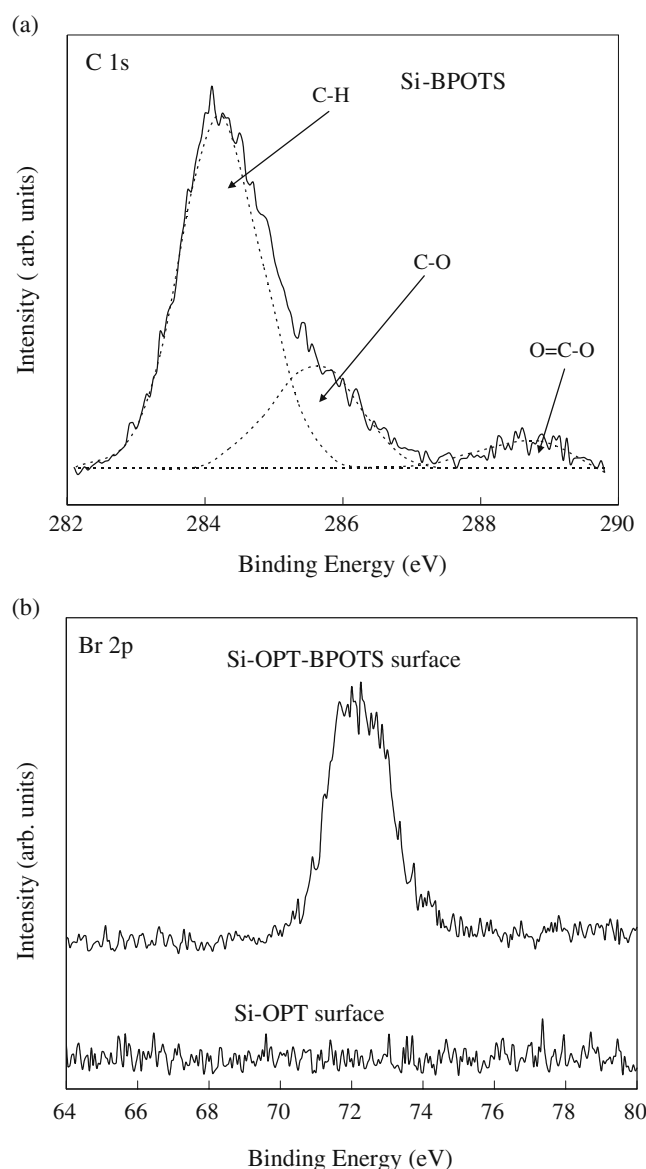 (a)
C 1s
Si-BPOTS
C-H
C-O
O=C-O
Intensity ( arb. units)
282 284 286 288 290
Binding Energy (eV)
(b)
Br 2p
Si-OPT-BPOTS surface
Intensity (arb. units)
Si-OPT surface
64 66 68 70 72 74 76 78 80
Binding Energy (eV)